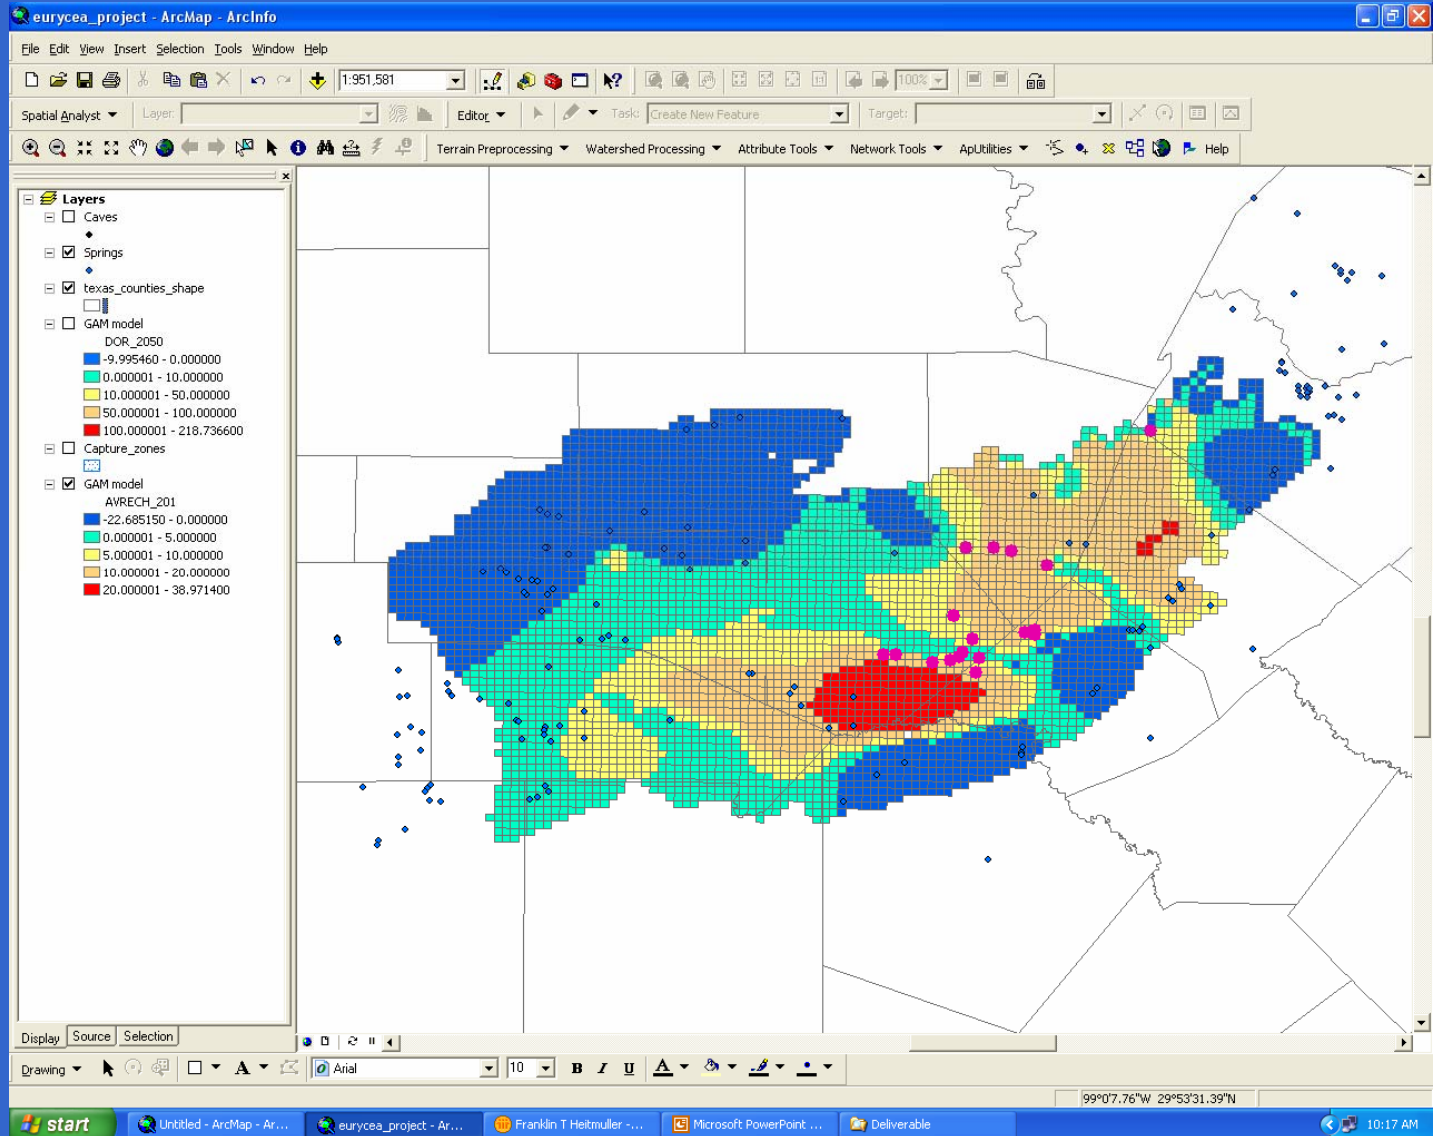 eurycea_project - ArcMap - ArcInfo
File Edit View Insert Selection Tools Window Help
1:951,581 100%
Spatial Analyst Layer: Editor Task: Create New Feature Target:
Terrain Preprocessing Watershed Processing Attribute Tools Network Tools ApUtilities Help
Layers
Caves
Springs
texas_counties_shape
GAM model
DOR_2050
-9.995460 - 0.000000
0.000001 - 10.000000
10.000001 - 50.000000
50.000001 - 100.000000
100.000001 - 218.736600
Capture_zones
GAM model
AVRECH_201
-22.685150 - 0.000000
0.000001 - 5.000000
5.000001 - 10.000000
10.000001 - 20.000000
20.000001 - 38.971400
Display Source Selection
Drawing A Arial 10 B I U A
99°0'7.76"W 29°53'31.39"N
start Untitled - ArcMap - Ar... eurycea_project - Ar... Franklin T Heitmuller -... Microsoft PowerPoint ... Deliverable 10:17 AM